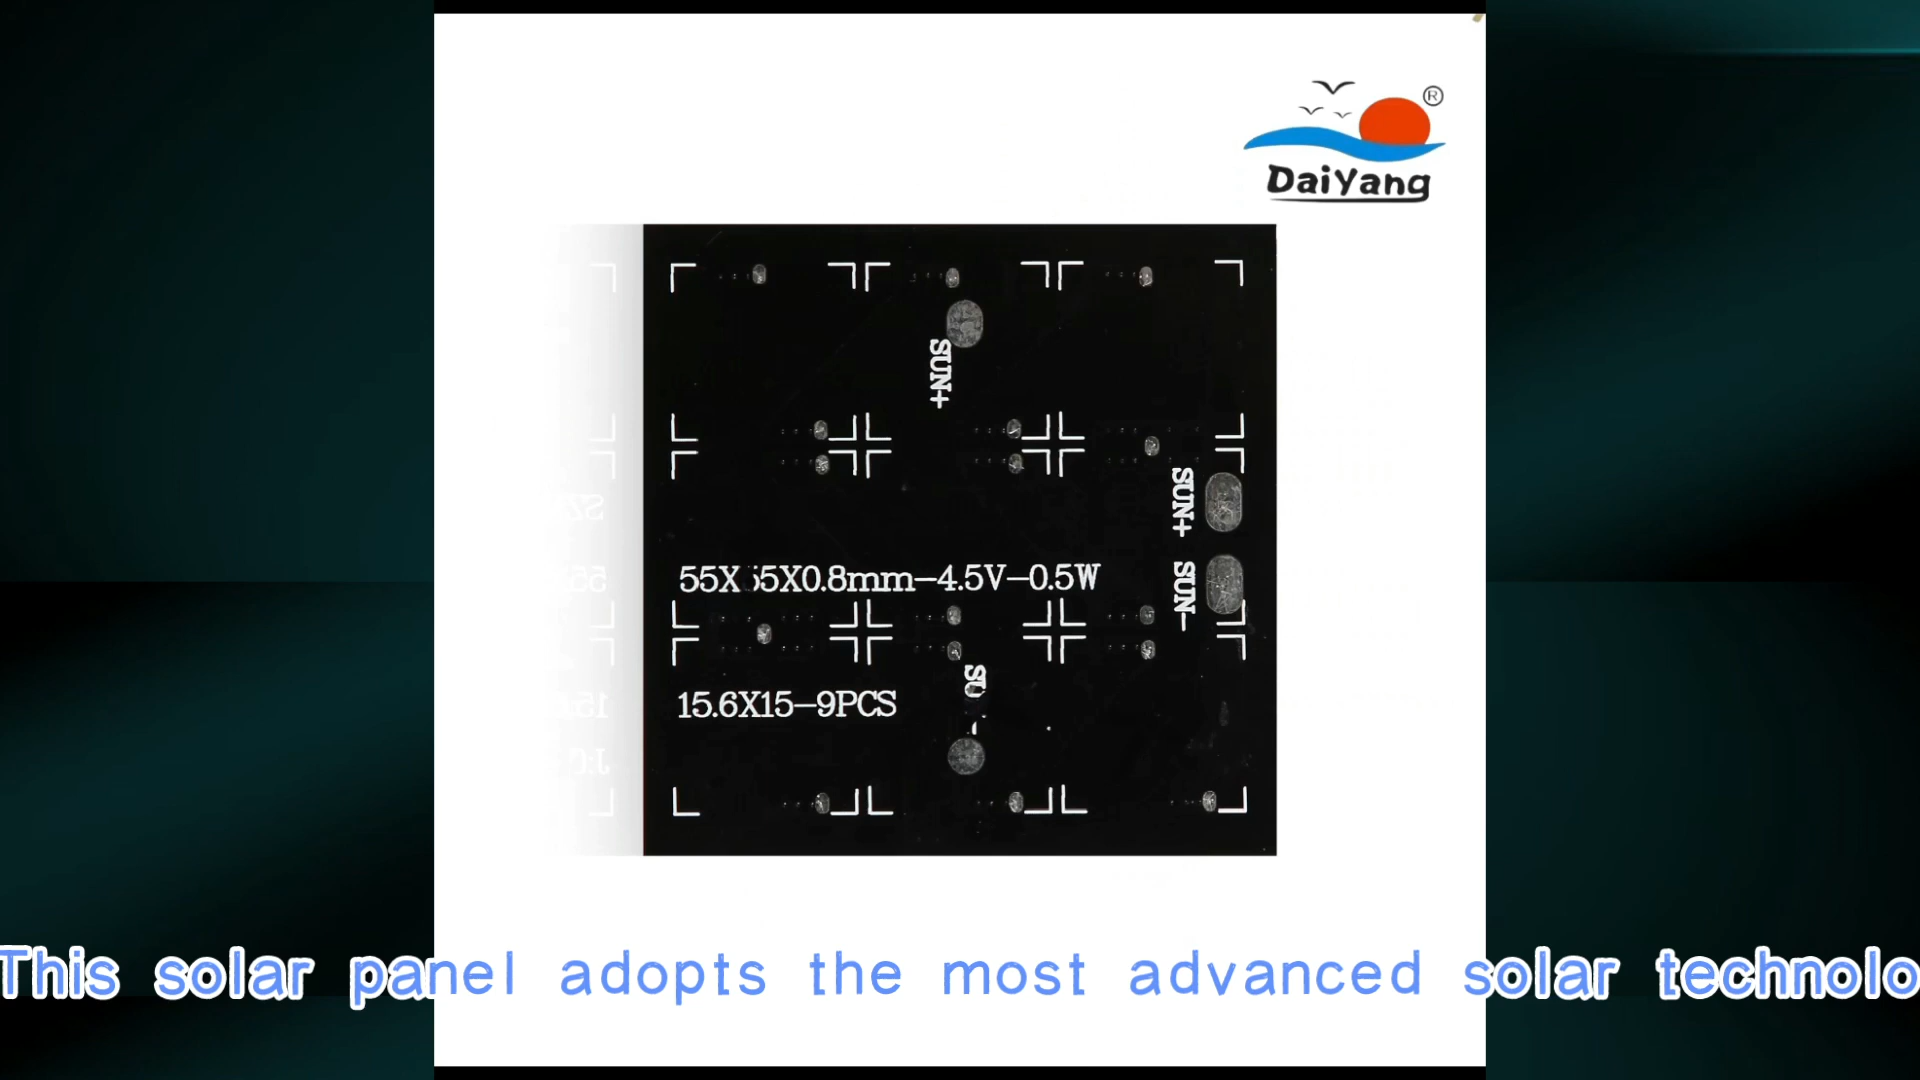 ®
DaiYang
SUN+
SUN+
55X 55X0.8mm-4.5V-0.5W
SUN-
15.6X15-9PCS
This solar panel adopts the most advanced solar technolo